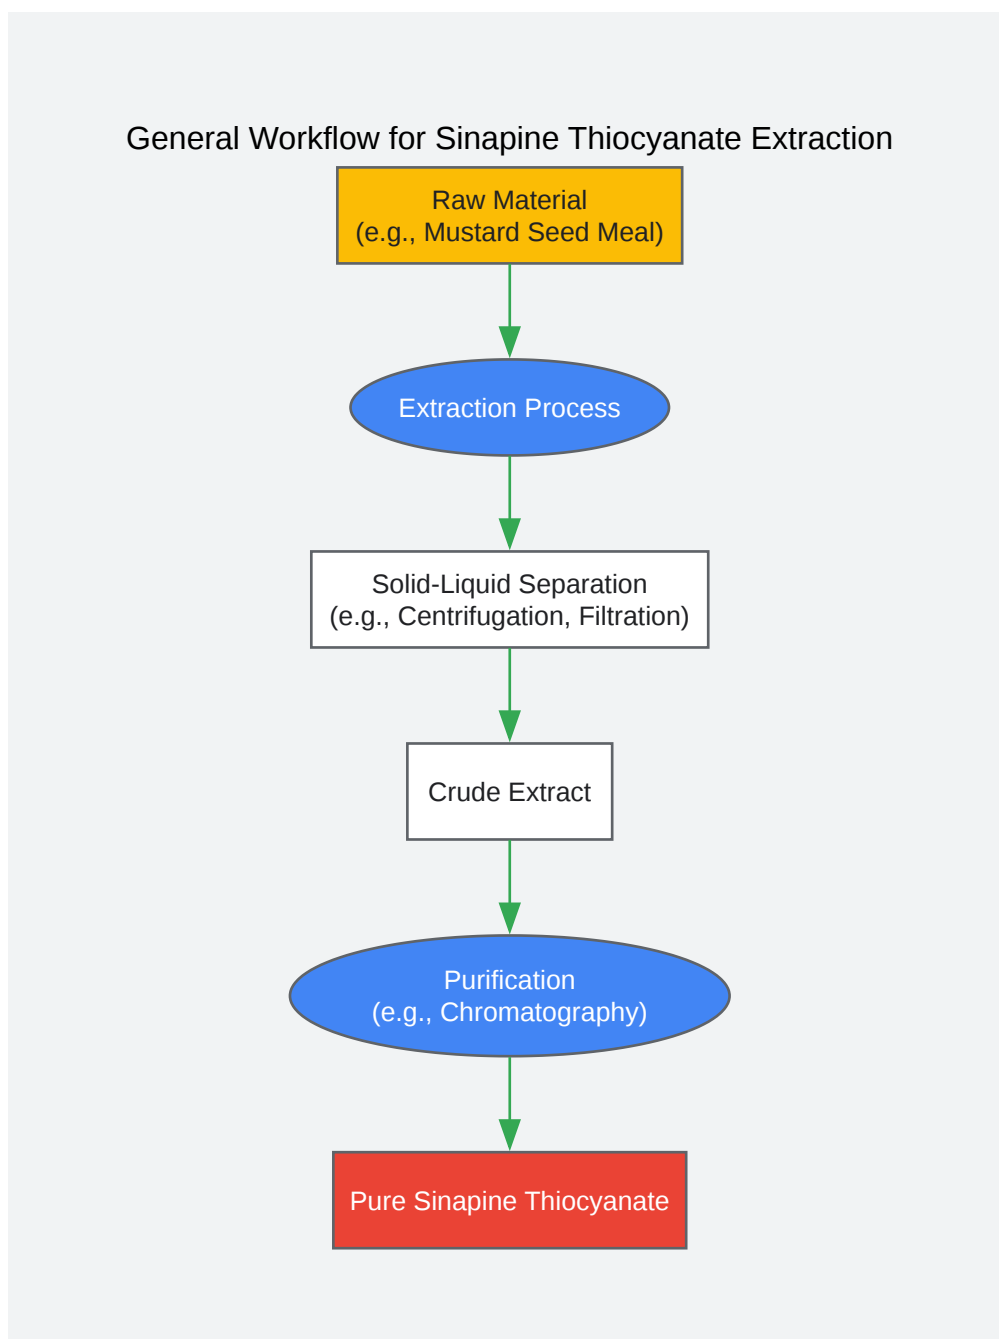 General Workflow for Sinapine Thiocyanate Extraction
Raw Material
(e.g., Mustard Seed Meal)
Extraction Process
Solid-Liquid Separation
(e.g., Centrifugation, Filtration)
Crude Extract
Purification
(e.g., Chromatography)
Pure Sinapine Thiocyanate